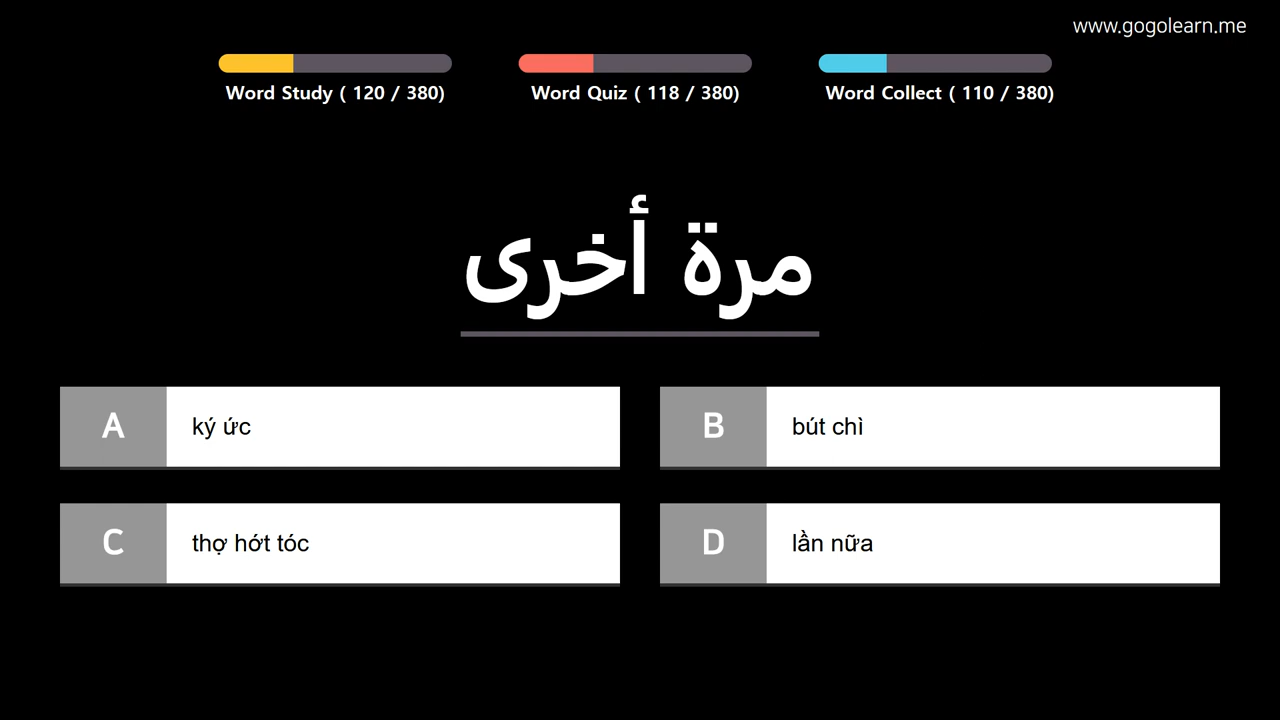 www.gogolearn.me
Word Study ( 120 / 380)
Word Quiz ( 118 / 380)
Word Collect ( 110 / 380)
مرة أخرى
A ký ức
B bút chì
C thợ hớt tóc
D lần nữa